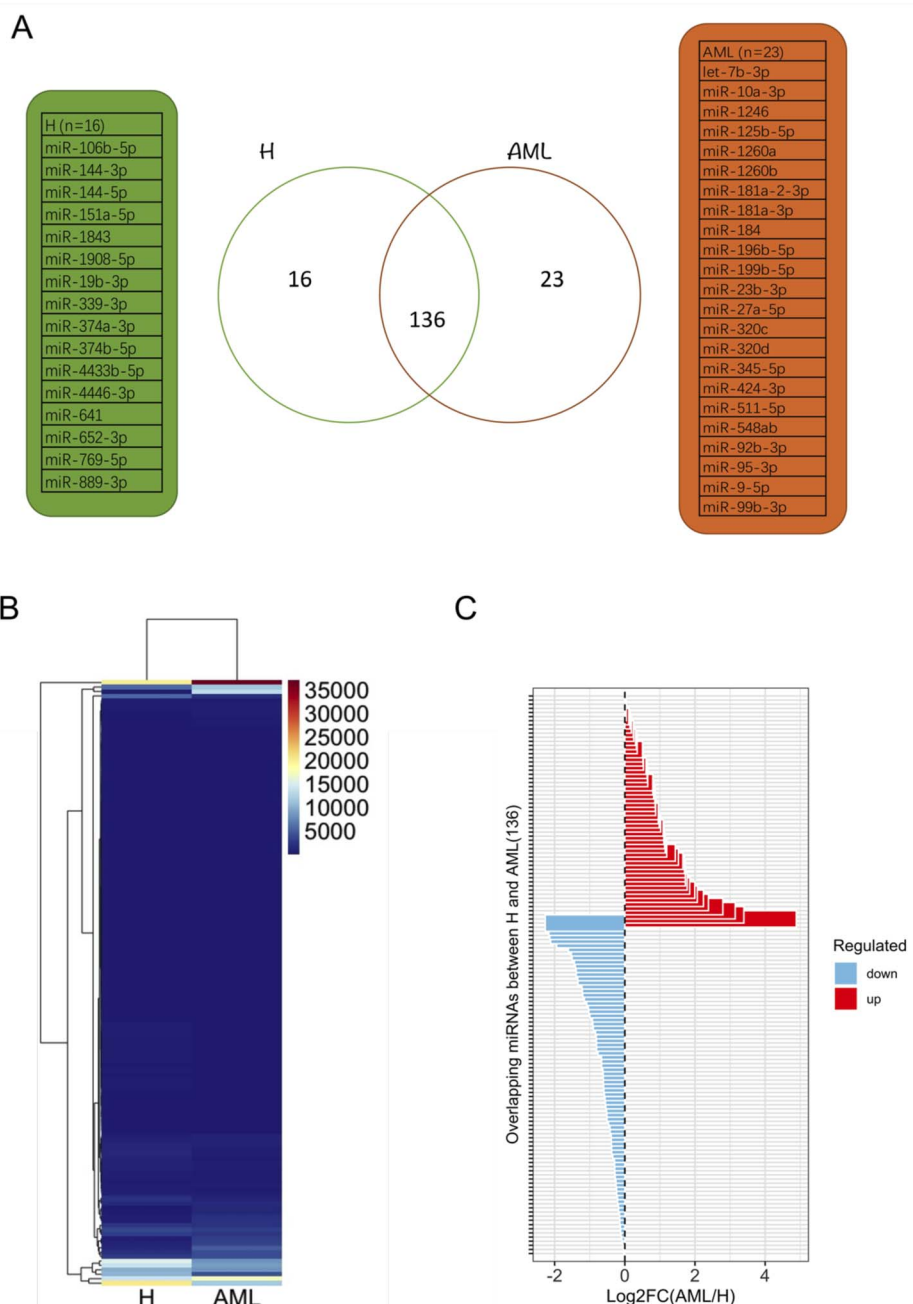 A
H (n=16)
miR-106b-5p
miR-144-3p
miR-144-5p
miR-151a-5p
miR-1843
miR-1908-5p
miR-19b-3p
miR-339-3p
miR-374a-3p
miR-374b-5p
miR-4433b-5p
miR-4446-3p
miR-641
miR-652-3p
miR-769-5p
miR-889-3p
H
AML
16
136
23
AML (n=23)
let-7b-3p
miR-10a-3p
miR-1246
miR-125b-5p
miR-1260a
miR-1260b
miR-181a-2-3p
miR-181a-3p
miR-184
miR-196b-5p
miR-199b-5p
miR-23b-3p
miR-27a-5p
miR-320c
miR-320d
miR-345-5p
miR-424-3p
miR-511-5p
miR-548ab
miR-92b-3p
miR-95-3p
miR-9-5p
miR-99b-3p
B
35000
30000
25000
20000
15000
10000
5000
H
AML
C
Overlapping miRNAs between H and AML(136)
-2
0
2
4
Log2FC(AML/H)
Regulated
down
up